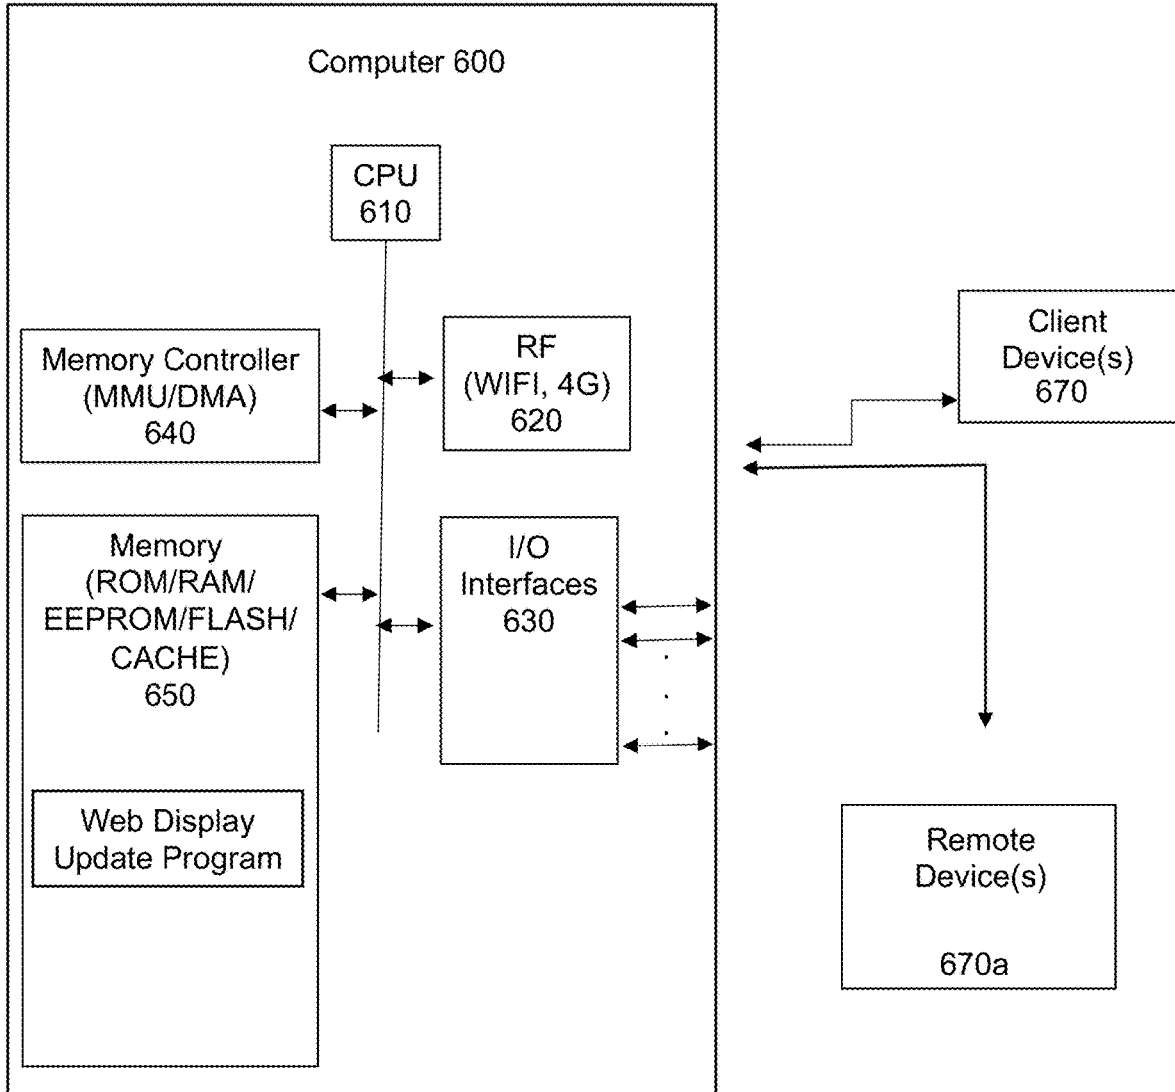 Computer 600
CPU
610
Memory Controller
(MMU/DMA)
640
RF
(WIFI, 4G)
620
Client
Device(s)
670
Memory
(ROM/RAM/
EEPROM/FLASH/
CACHE)
650
I/O
Interfaces
630
Web Display
Update Program
Remote
Device(s)
670a